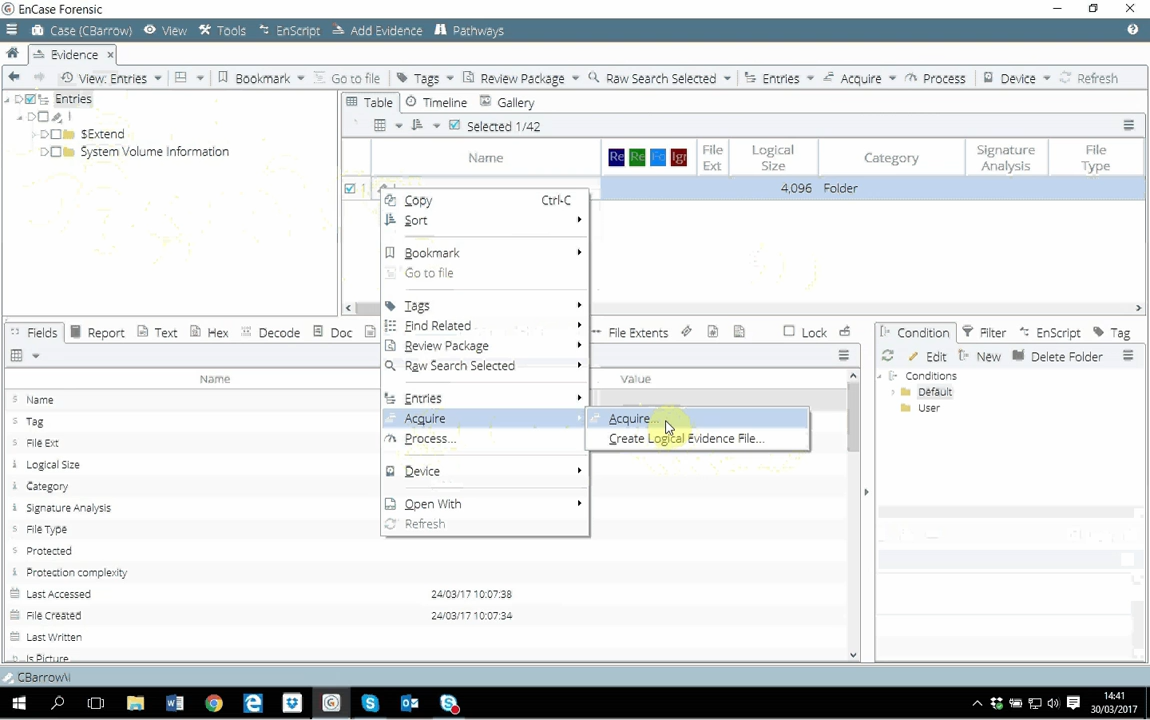 EnCase Forensic
Case (CBarrow) View Tools EnScript Add Evidence Pathways
Evidence
View: Entries Bookmark Go to file Tags Review Package Raw Search Selected Entries Acquire Process Device Refresh
Entries
$Extend
System Volume Information
Table Timeline Gallery
Selected 1/42
Name Re Re Fo Igr File Ext Logical Size Category Signature Analysis File Type
1 4,096 Folder
Copy Ctrl-C
Sort
Bookmark
Go to file
Tags
Find Related
Review Package
Raw Search Selected
Entries
Acquire
Process...
Device
Open With
Refresh
Acquire...
Create Logical Evidence File...
Fields Report Text Hex Decode Doc File Extents Lock
Name Value
Name
Tag
File Ext
Logical Size
Category
Signature Analysis
File Type
Protected
Protection complexity
Last Accessed 24/03/17 10:07:38
File Created 24/03/17 10:07:34
Last Written
Is Picture
Condition Filter EnScript Tag
Edit New Delete Folder
Conditions
Default
User
CBarrow\i
14:41
30/03/2017